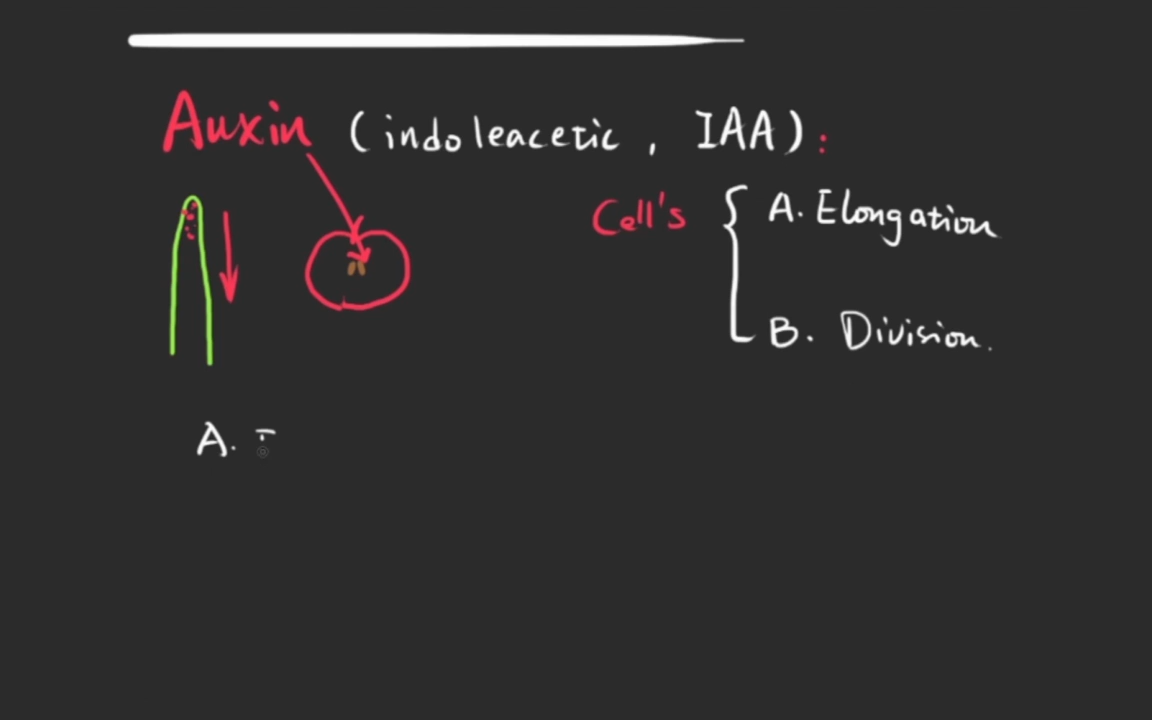 Auxin (indoleacetic, IAA):
Cell's { A. Elongation
B. Division.
A.